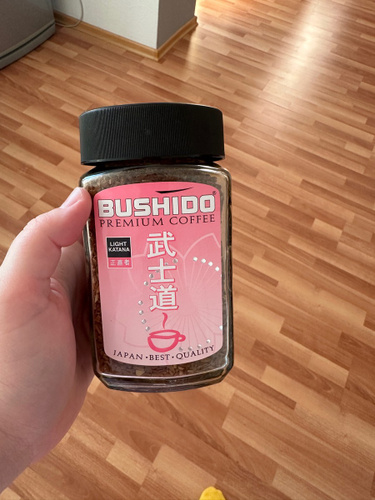 BUSHIDO®
PREMIUM COFFEE
LIGHT
KATANA
武士道
JAPAN • BEST • QUALITY